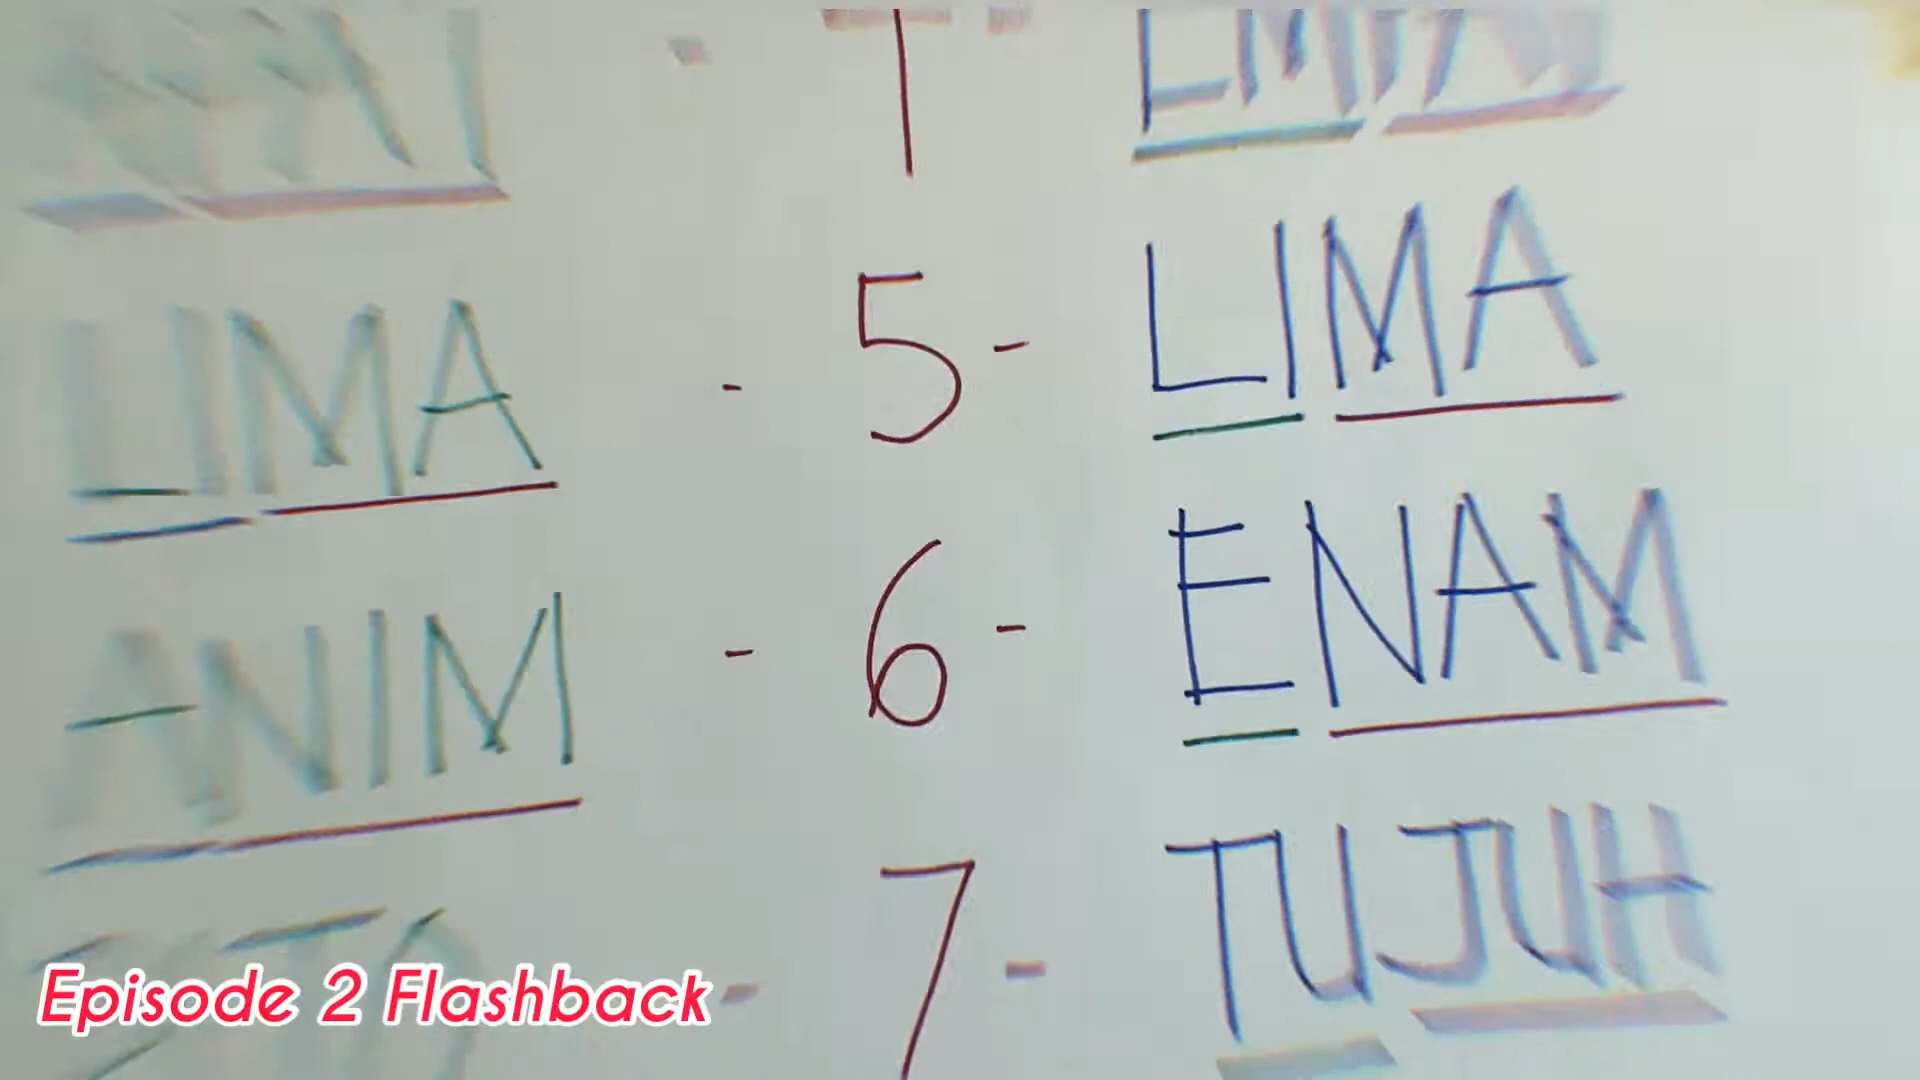 LIMA - 5 - LIMA
ANIM - 6 - ENAM
- 7 - TUJUH
Episode 2 Flashback